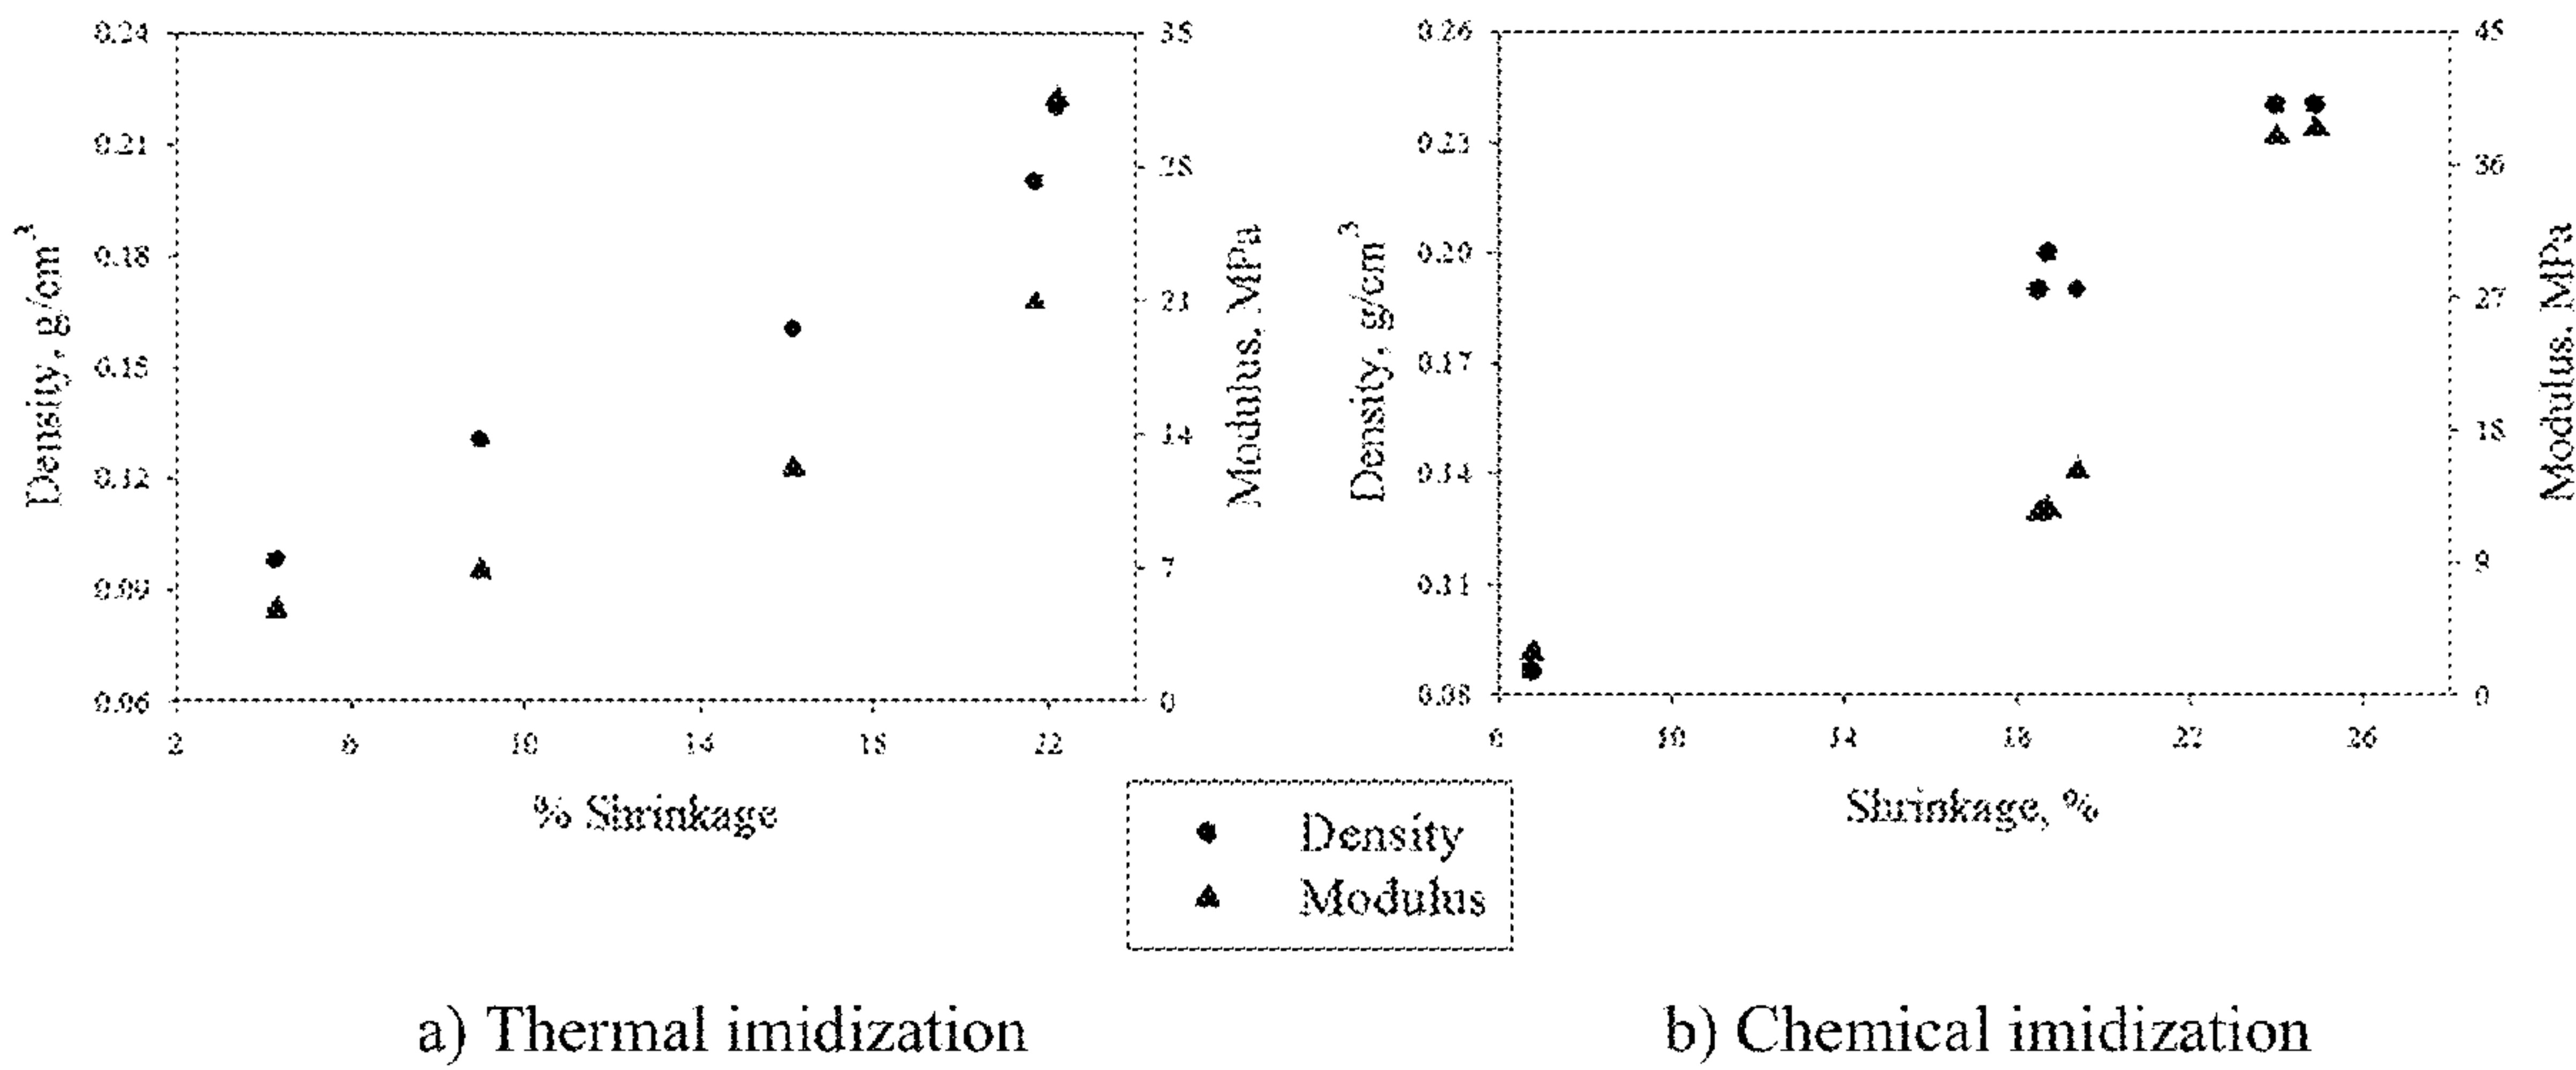 0.24
0.21
0.18
0.15
0.12
0.09
0.06
Density, g/cm³
2 6 10 14 18 22
% Shrinkage
35
28
21
14
7
0
Modulus, MPa
0.26
0.23
0.20
0.17
0.14
0.11
0.08
Density, g/cm³
6 10 14 18 22 26
Shrinkage, %
45
36
27
18
9
0
Modulus, MPa
Density
Modulus
a) Thermal imidization
b) Chemical imidization